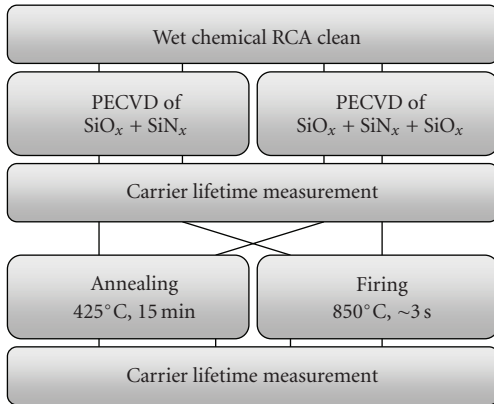 Wet chemical RCA clean
PECVD of
SiOₓ + SiNₓ
PECVD of
SiOₓ + SiNₓ + SiOₓ
Carrier lifetime measurement
Annealing
425°C, 15 min
Firing
850°C, ~3 s
Carrier lifetime measurement